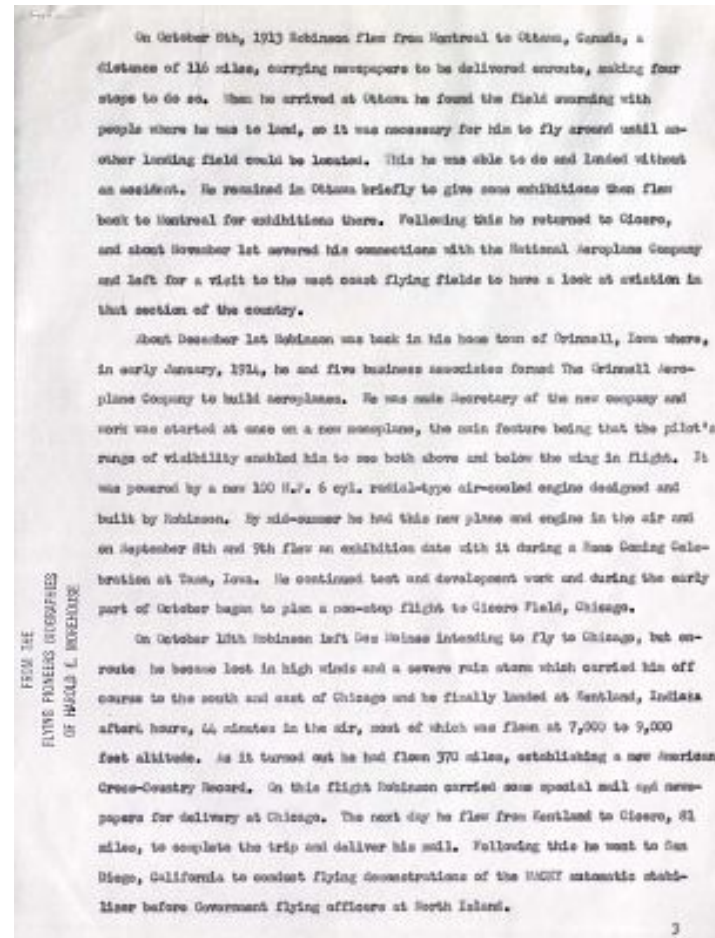 On October 8th, 1913 Robinson flew from Montreal to Ottawa, Canada, a
distance of 116 miles, carrying newspapers to be delivered enroute, making four
stops to do so. When he arrived at Ottawa he found the field swarming with
people where he was to land, so it was necessary for him to fly around until an-
other landing field could be located. This he was able to do and landed without
an accident. He remained in Ottawa briefly to give some exhibitions then flew
back to Montreal for exhibitions there. Following this he returned to Cicero,
and about November 1st severed his connections with the National Aeroplane Company
and left for a visit to the west coast flying fields to have a look at aviation in
that section of the country.
About December 1st Robinson was back in his home town of Grinnell, Iowa where,
in early January, 1914, he and five business associates formed The Grinnell Aero-
plane Company to build aeroplanes. He was made Secretary of the new company and
work was started at once on a new monoplane, the main feature being that the pilot's
range of visibility enabled him to see both above and below the wing in flight. It
was powered by a new 100 H.P. 6 cyl. radial-type air-cooled engine designed and
built by Robinson. By mid-summer he had this new plane and engine in the air and
on September 8th and 9th flew an exhibition date with it during a Home Coming Cele-
bration at Tama, Iowa. He continued test and development work and during the early
part of October began to plan a non-stop flight to Cicero Field, Chicago.
On October Robinson left Des Moines intending to fly to Chicago, but en-
route he became lost in high winds and a severe rain storm which carried him off
course to the south and east of Chicago and he finally landed at Kentland, Indiana
after4 hours, 44 minutes in the air, most of which was flown at 7,000 to 9,000
feet altitude. As it turned out he had flown 370 miles, establishing a new American
Cross-Country Record. On this flight Robinson carried some special mail and news-
papers for delivery at Chicago. The next day he flew from Kentland to Cicero, 81
miles, to complete the trip and deliver his mail. Following this he went to San
Diego, California to conduct flying demonstrations of the MACKY automatic stabi-
lizer before Government flying officers at North Island.
3
FROM THE
FLYING PIONEERS BIOGRAPHIES
OF HAROLD E. MOREHOUSE